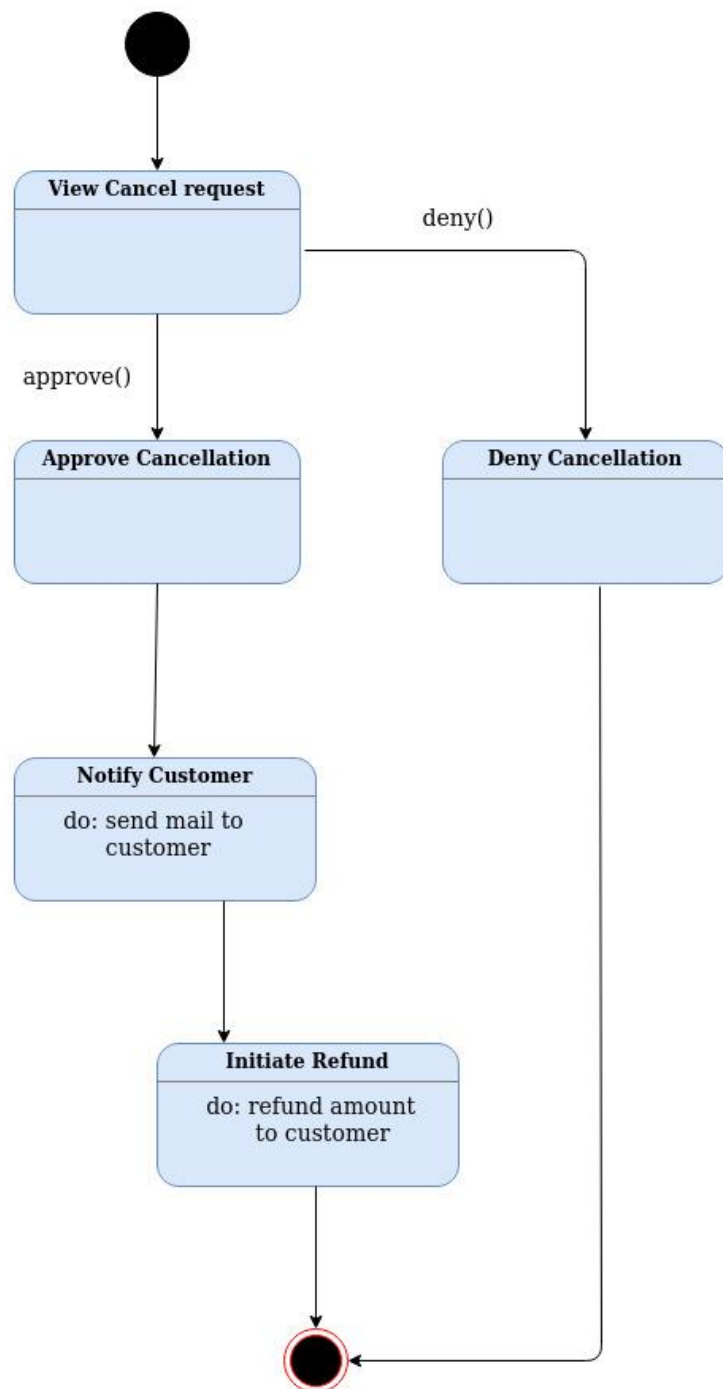 View Cancel request
deny()
approve()
Approve Cancellation
Deny Cancellation
Notify Customer
do: send mail to
customer
Initiate Refund
do: refund amount
to customer